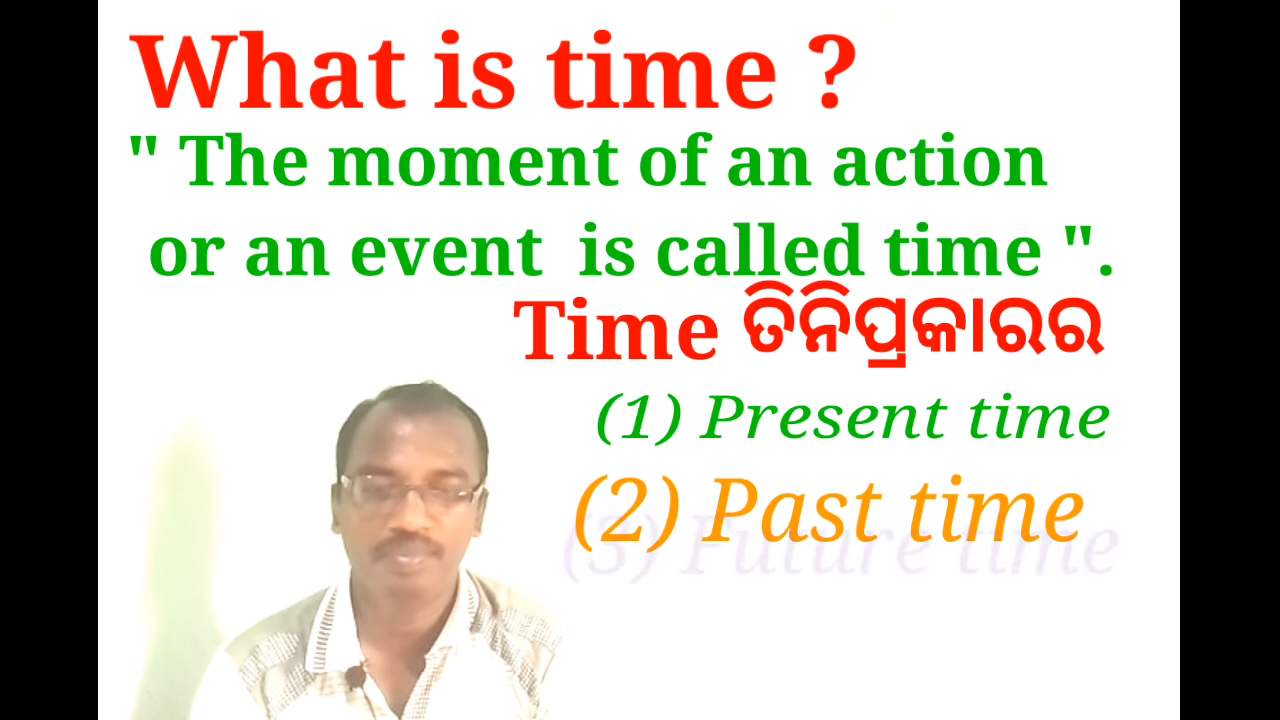 What is time ?
" The moment of an action
or an event is called time ".
Time ତିନିପ୍ରକାରର
(1) Present time
(2) Past time
(3) Future time